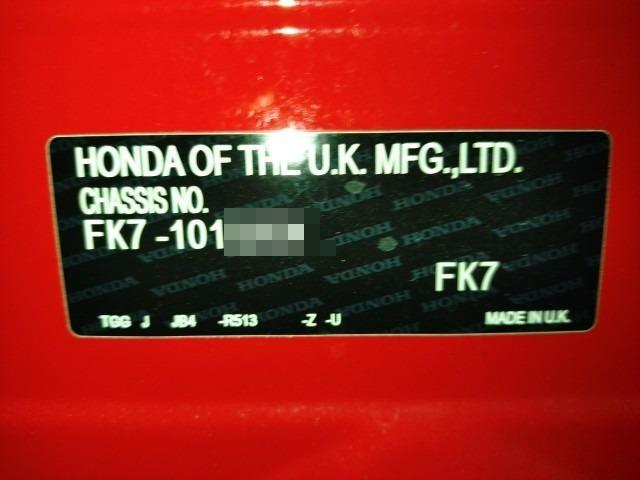 HONDA OF THE U.K. MFG.,LTD.
CHASSIS NO.
FK7 -101
FK7
TGG J JB4 -R513 -Z -U MADE IN U.K.